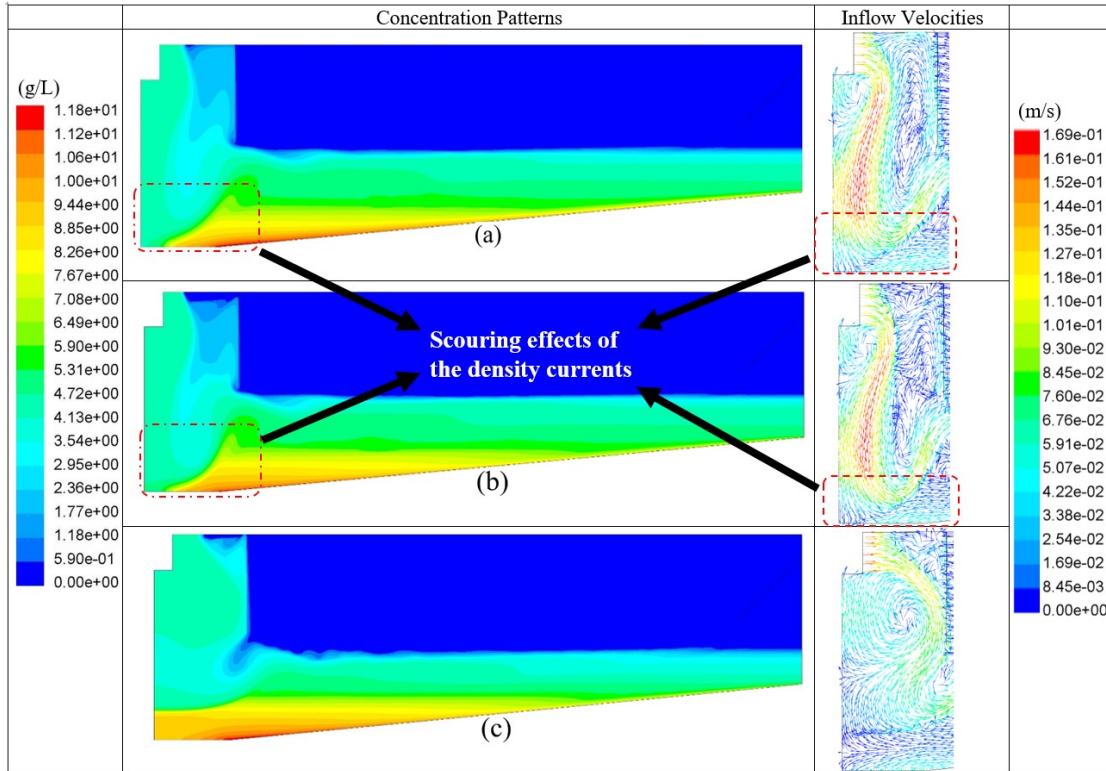 Concentration Patterns
Inflow Velocities
(g/L)
1.18e+01
1.12e+01
1.06e+01
1.00e+01
9.44e+00
8.85e+00
8.26e+00
7.67e+00
7.08e+00
6.49e+00
5.90e+00
5.31e+00
4.72e+00
4.13e+00
3.54e+00
2.95e+00
2.36e+00
1.77e+00
1.18e+00
5.90e-01
0.00e+00
(a)
Scouring effects of
the density currents
(b)
(c)
(m/s)
1.69e-01
1.61e-01
1.52e-01
1.44e-01
1.35e-01
1.27e-01
1.18e-01
1.10e-01
1.01e-01
9.30e-02
8.45e-02
7.60e-02
6.76e-02
5.91e-02
5.07e-02
4.22e-02
3.38e-02
2.54e-02
1.69e-02
8.45e-03
0.00e+00